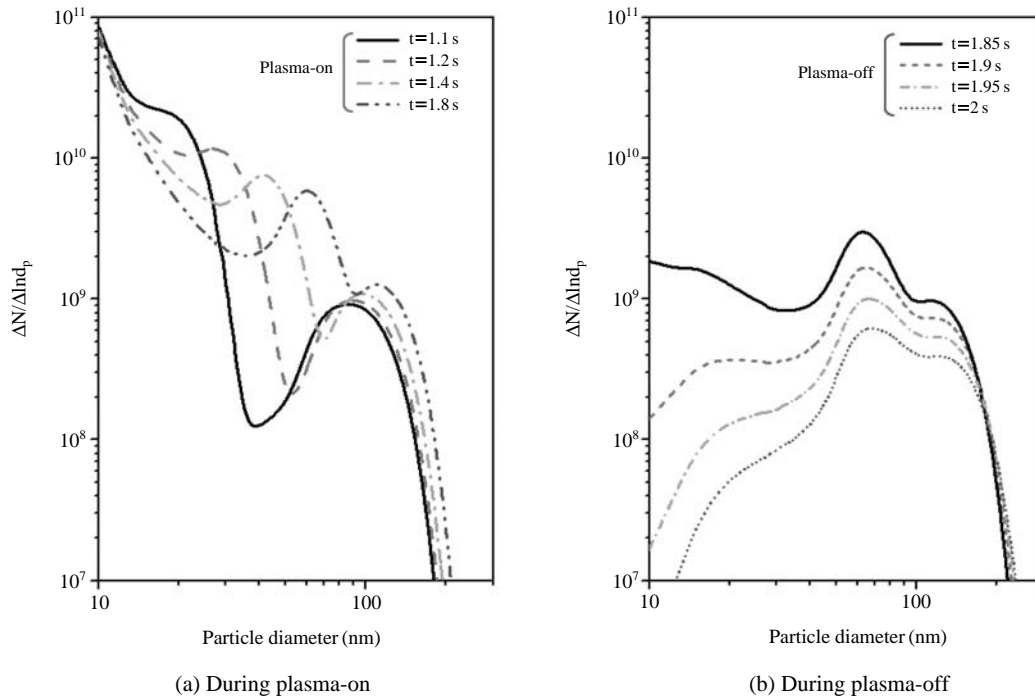 10^11
10^10
10^9
10^8
10^7
ΔN/Δlnd_p
10
100
Particle diameter (nm)
Plasma-on
t=1.1 s
t=1.2 s
t=1.4 s
t=1.8 s
(a) During plasma-on
10^11
10^10
10^9
10^8
10^7
ΔN/Δlnd_p
10
100
Particle diameter (nm)
Plasma-off
t=1.85 s
t=1.9 s
t=1.95 s
t=2 s
(b) During plasma-off